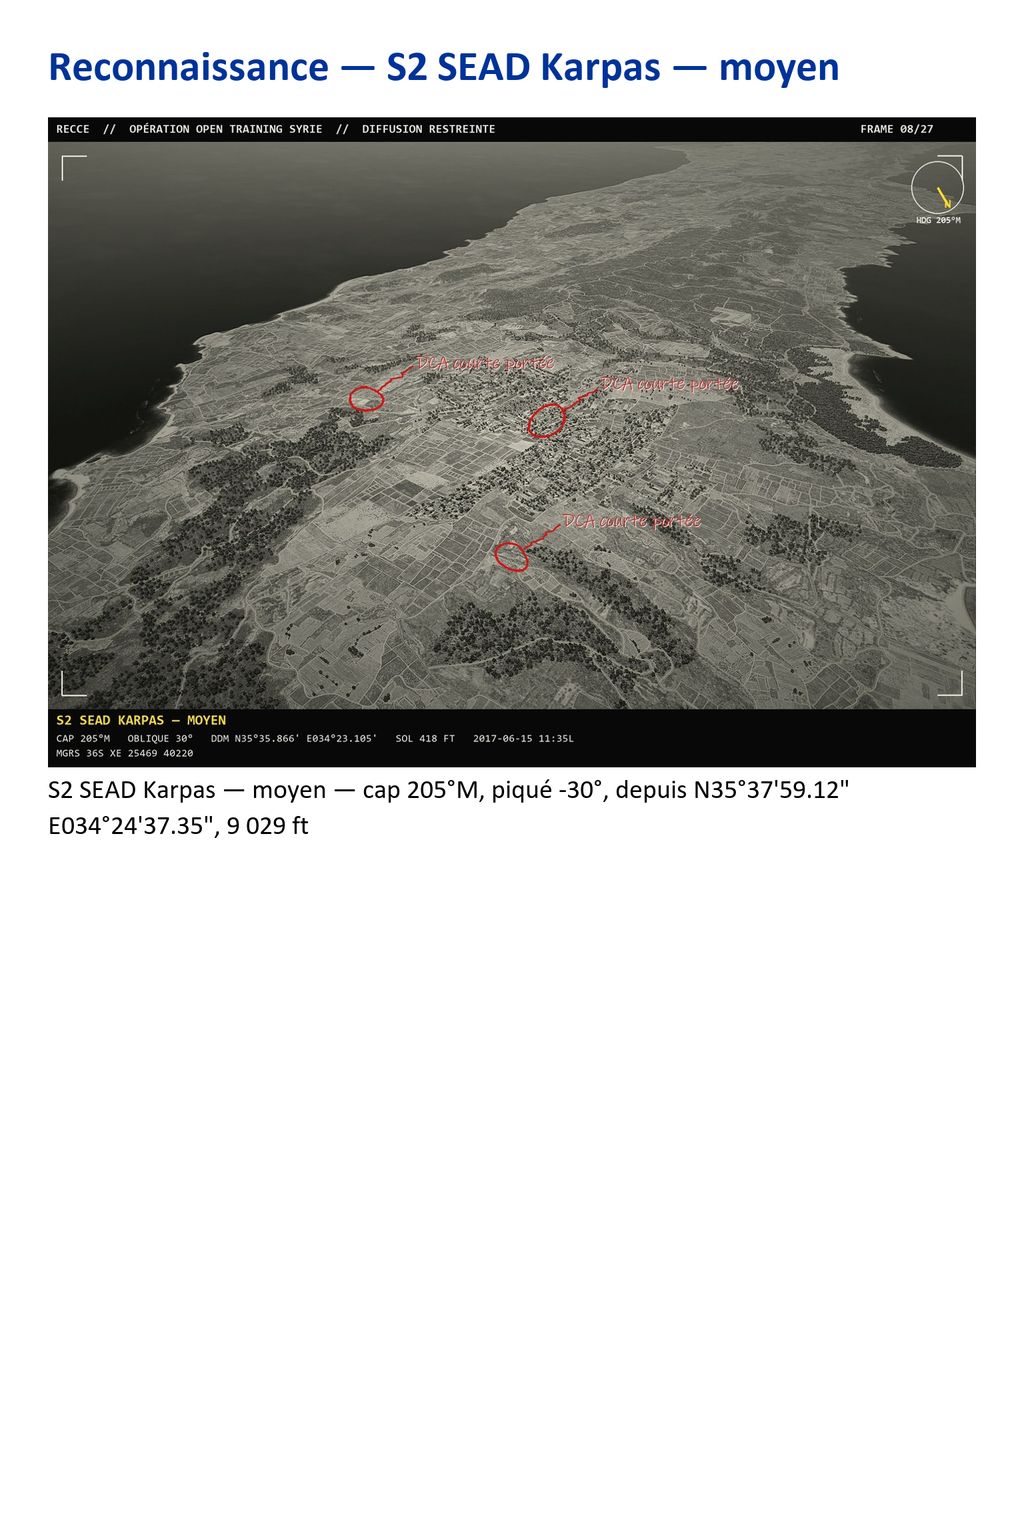 Reconnaissance — S2 SEAD Karpas — moyen
RECCE // OPÉRATION OPEN TRAINING SYRIE // DIFFUSION RESTREINTE FRAME 08/27
N
HDG 205°M
DCA courte portée
DCA courte portée
DCA courte portée
S2 SEAD KARPAS — MOYEN
CAP 205°M OBLIQUE 30° DDM N35°35.866' E034°23.105' SOL 418 FT 2017-06-15 11:35L
MGRS 36S XE 25469 40220
S2 SEAD Karpas — moyen — cap 205°M, piqué -30°, depuis N35°37'59.12"
E034°24'37.35", 9 029 ft